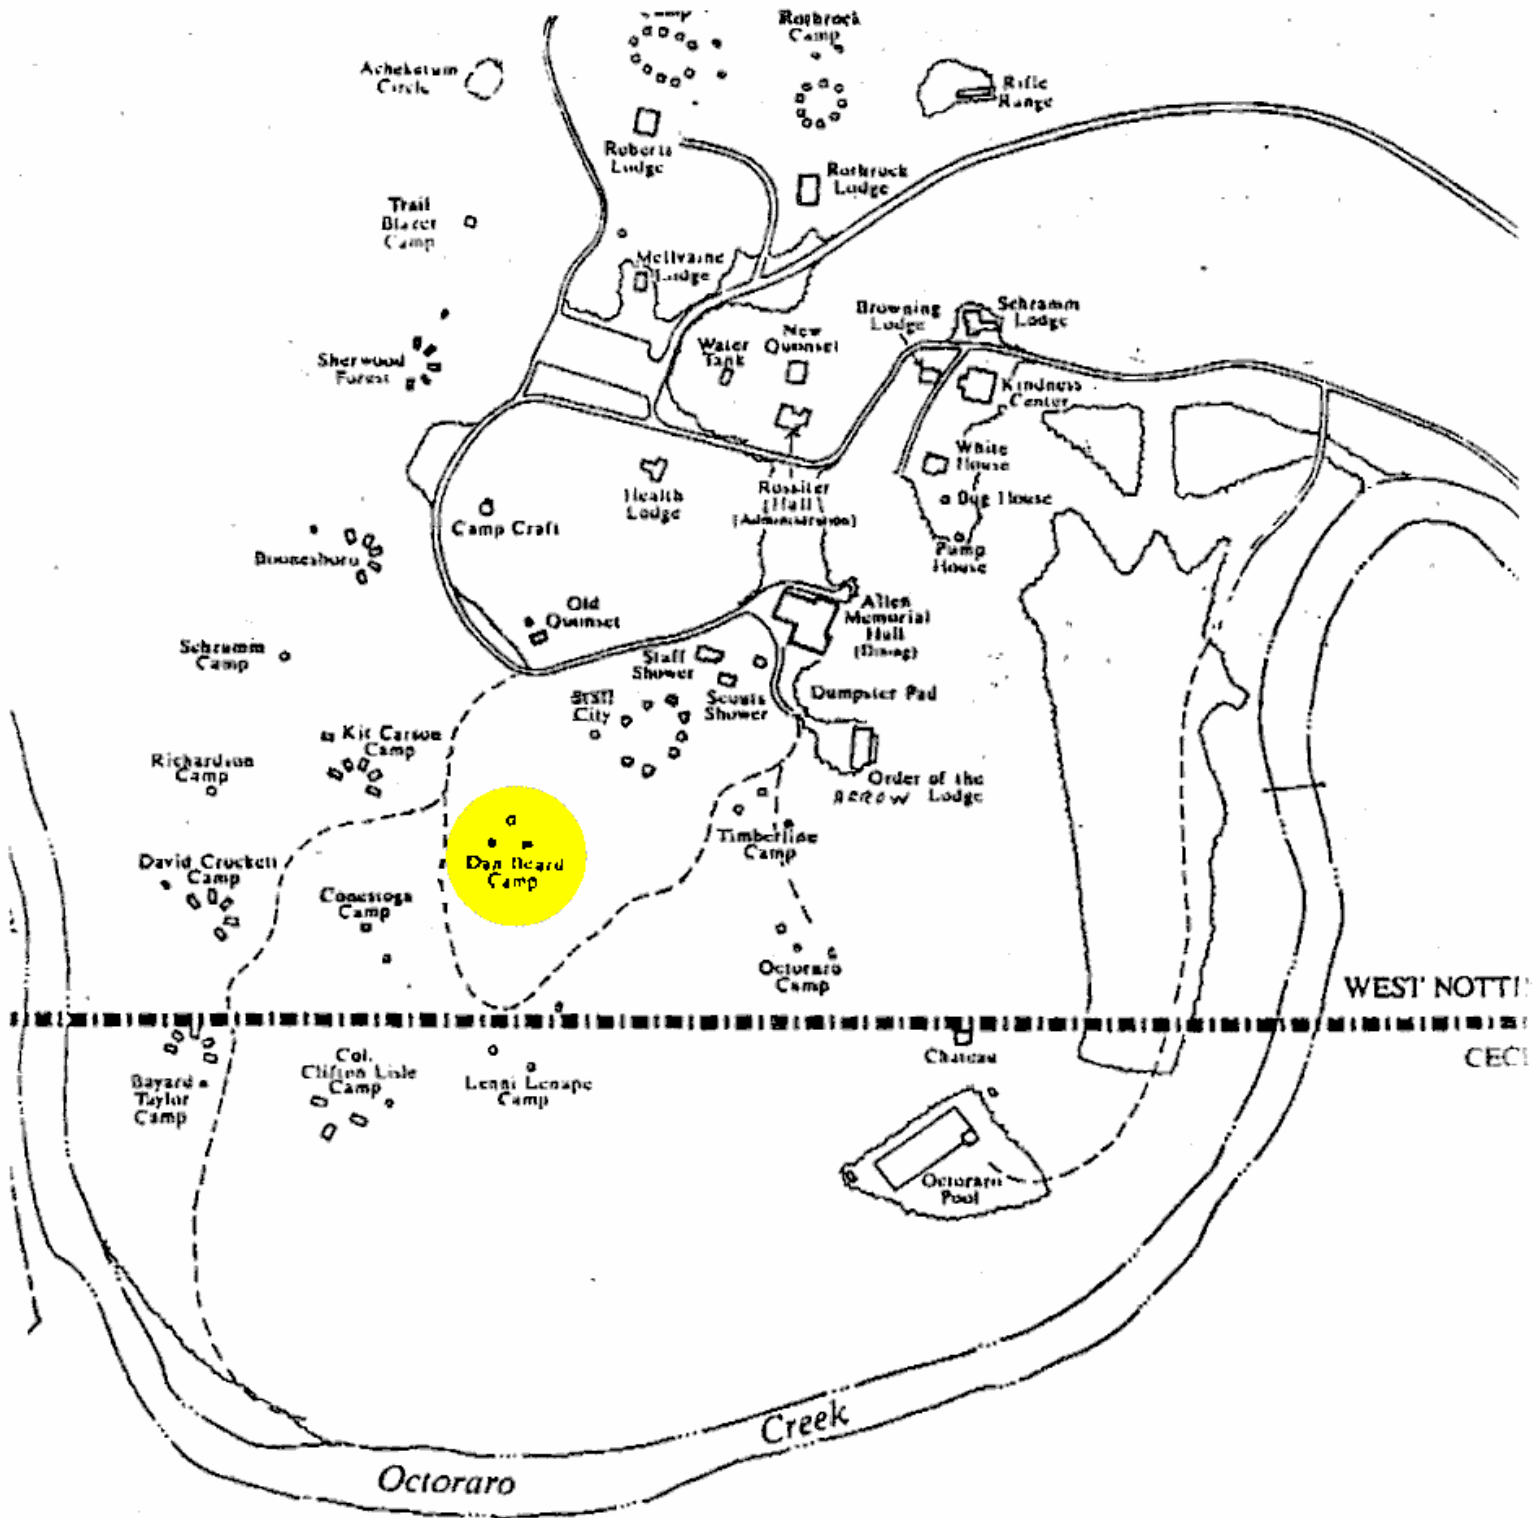 Camp
Rothrock
Camp
Achekatum
Circle
Rifle
Range
Roberts
Lodge
Rothrock
Lodge
Trail
Blazer
Camp
McIlvaine
Lodge
Browning
Lodge
Schramm
Lodge
Water
Tank
New
Quonset
Sherwood
Forest
Kindness
Center
White
House
Health
Lodge
Rossiter
Hall
(Administration)
Bug House
Camp Craft
Boonesboro
Pump
House
Old
Quonset
Allen
Memorial
Hall
(Dining)
Schramm
Camp
Staff
Shower
Scouts
Shower
Dumpster Pad
Staff
City
Kit Carson
Camp
Richardson
Camp
Order of the
ARROW Lodge
Timberline
Camp
David Crockett
Camp
Dan Beard
Camp
Conestoga
Camp
Octoraro
Camp
WEST NOTTI
CECI
Chateau
Bayard
Taylor
Camp
Col.
Clifton Lisle
Camp
Lenni Lenape
Camp
Octoraro
Pool
Creek
Octoraro